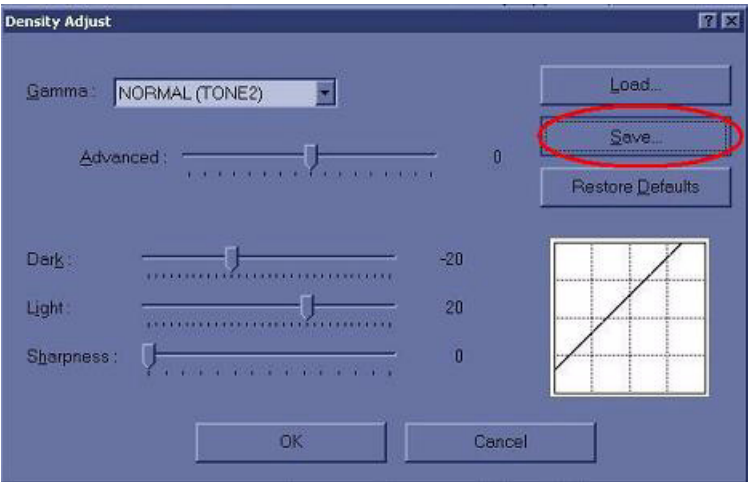 Density Adjust
Gamma : NORMAL (TONE2)
Load...
Advanced : 0
Save...
Restore Defaults
Dark : -20
Light : 20
Sharpness : 0
OK Cancel